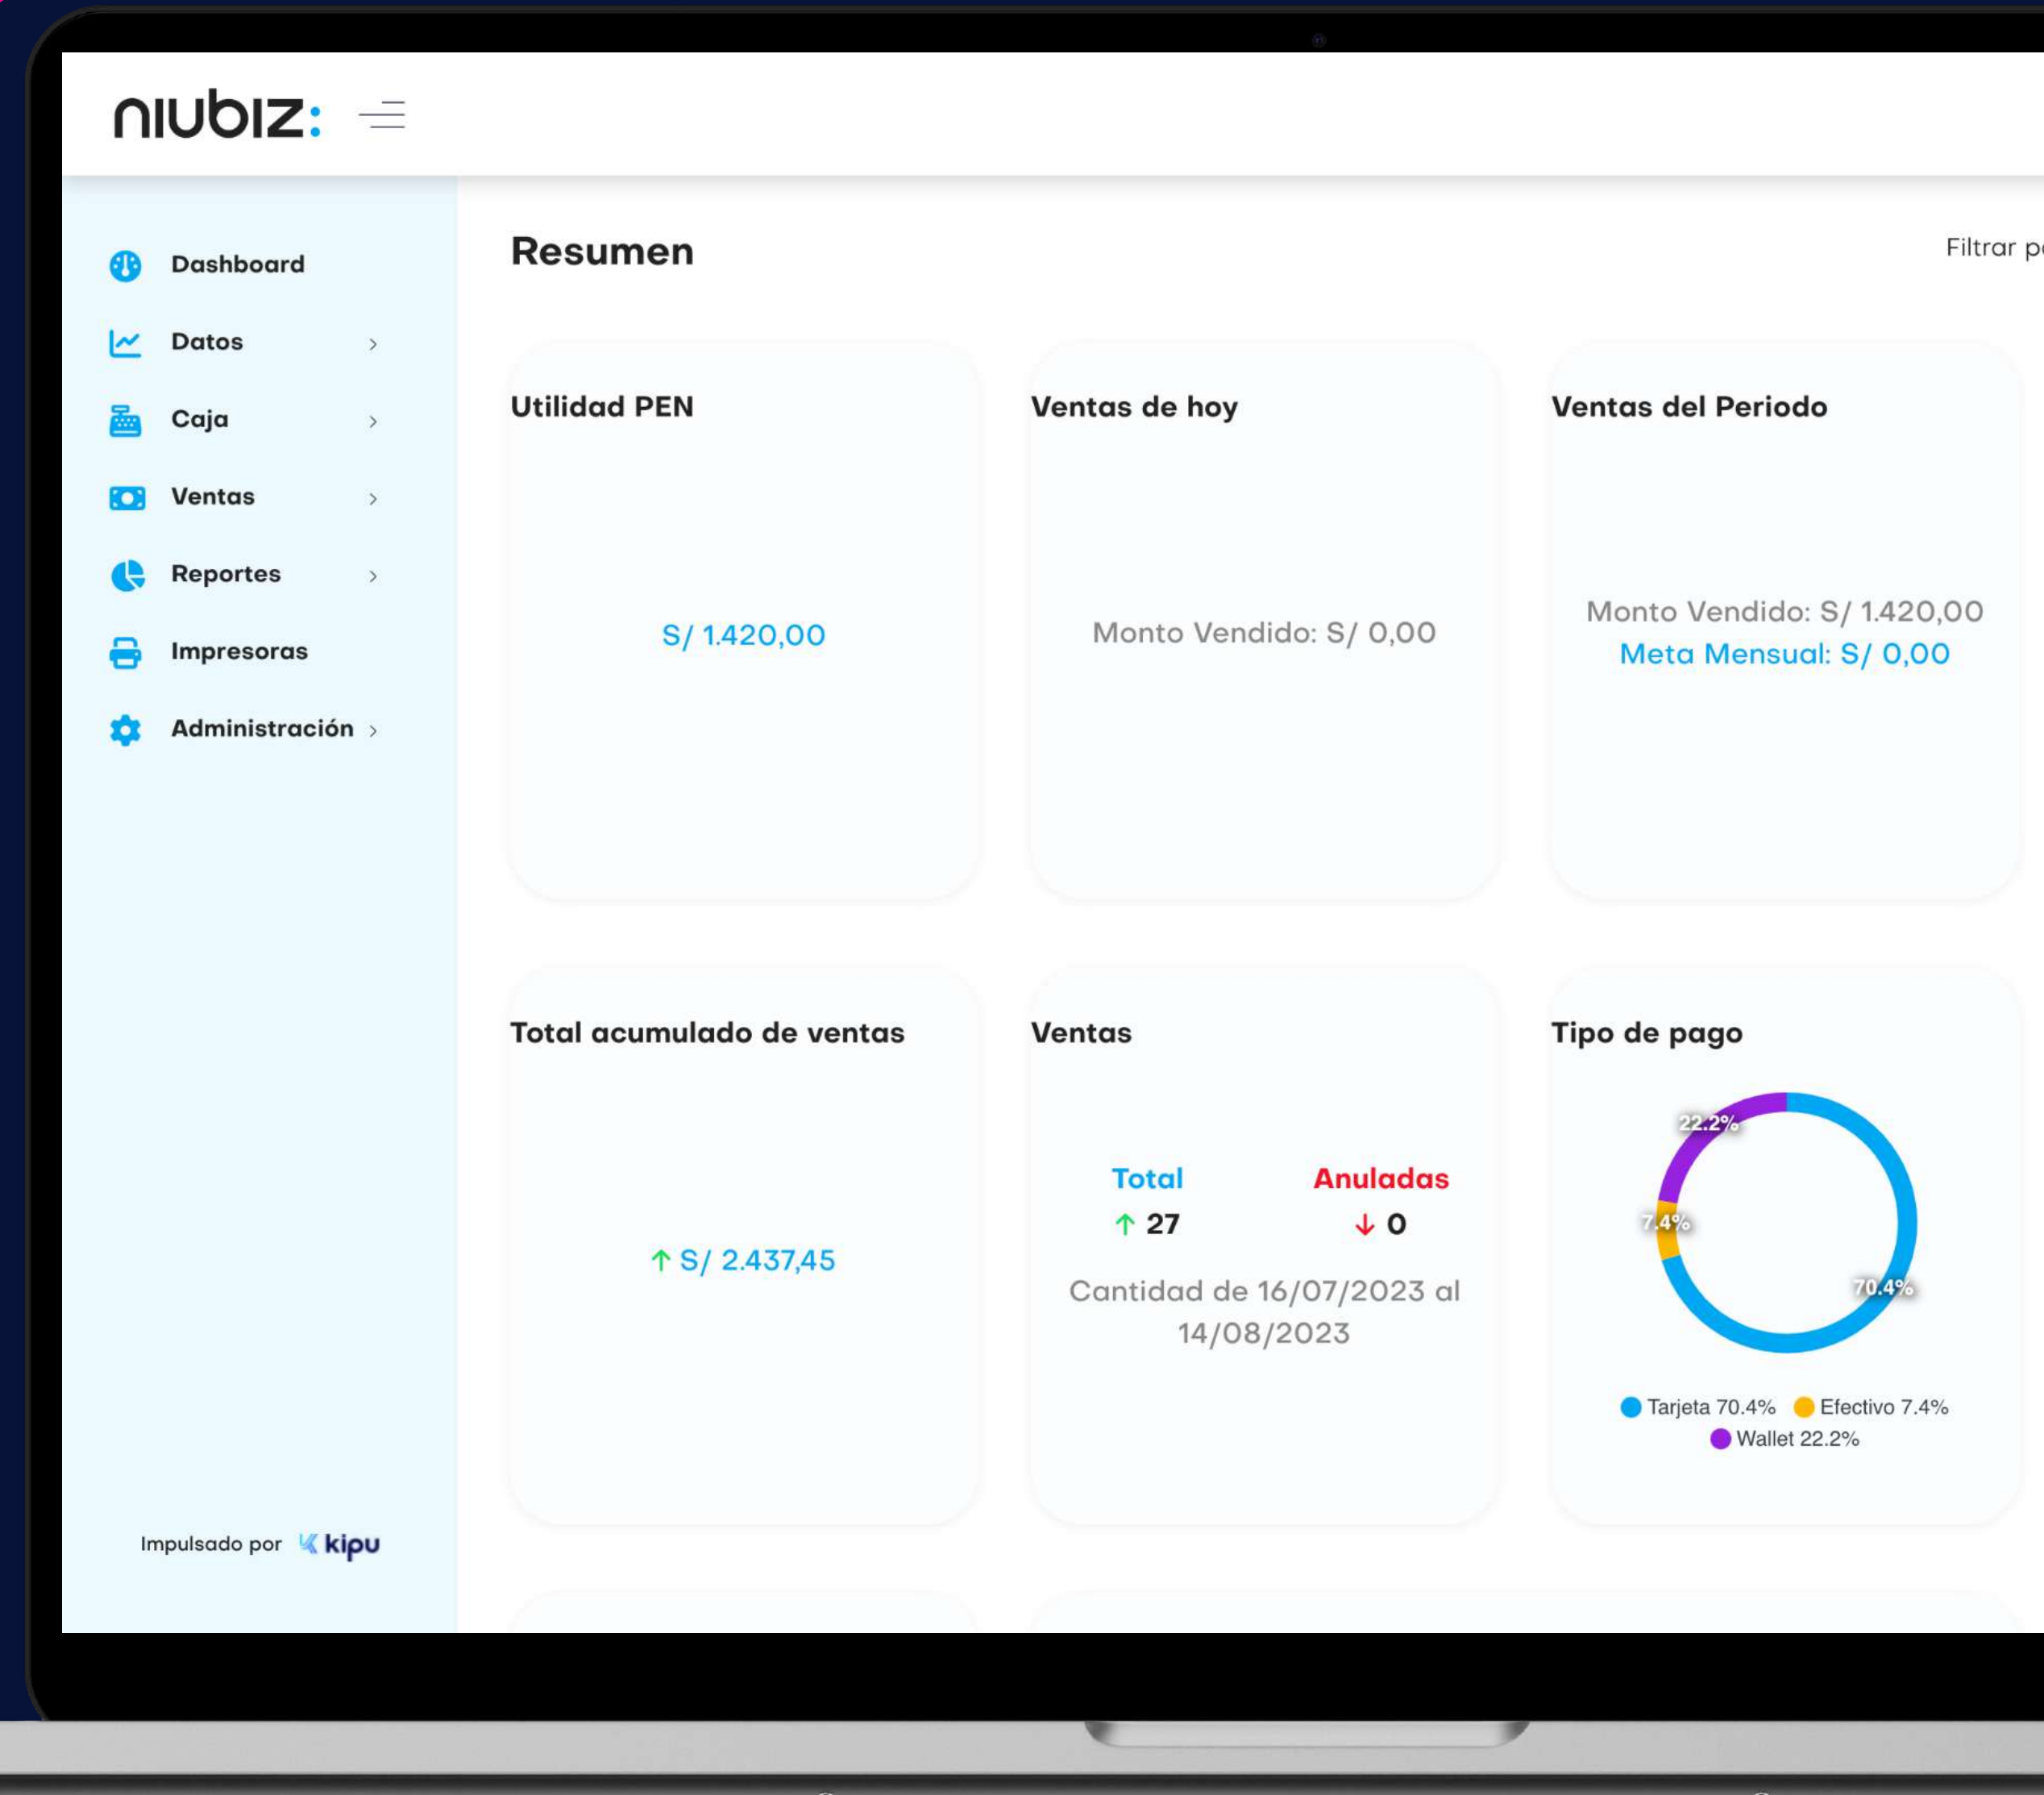 niubiz:
Dashboard
Datos
Caja
Ventas
Reportes
Impresoras
Administración
Impulsado por kipu
Resumen
Filtrar
Utilidad PEN
S/ 1.420,00
Ventas de hoy
Monto Vendido: S/ 0,00
Ventas del Periodo
Monto Vendido: S/ 1.420,00
Meta Mensual: S/ 0,00
Total acumulado de ventas
↑ S/ 2.437,45
Ventas
Total Anuladas
↑ 27 ↓ 0
Cantidad de 16/07/2023 al
14/08/2023
Tipo de pago
22.2%
7.4%
70.4%
Tarjeta 70.4% Efectivo 7.4%
Wallet 22.2%